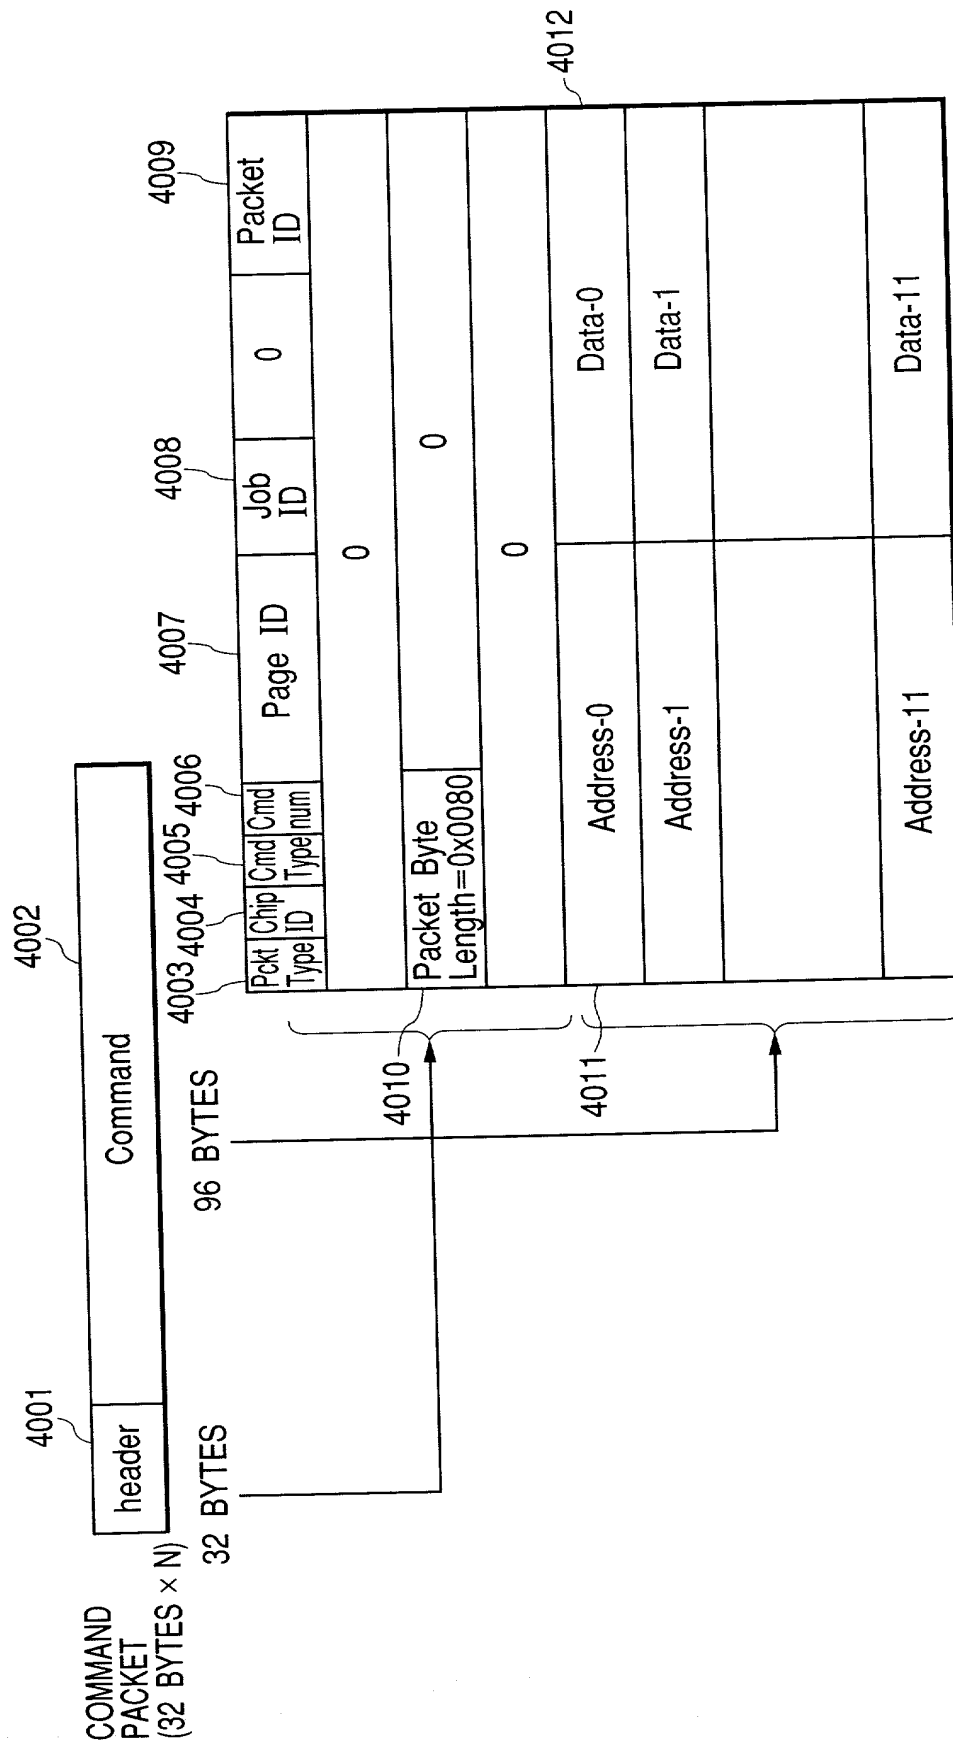 COMMAND
PACKET
(32 BYTES × N)
4001
4002
header
Command
32 BYTES
96 BYTES
4003
4004
4005
4006
4007
4008
4009
Pckt
Type
Chip
ID
Cmd
Type
Cmd
num
Page ID
Job
ID
0
Packet
ID
0
4010
Packet Byte
Length=0x0080
0
0
4011
4012
Address-0
Data-0
Address-1
Data-1
Address-11
Data-11